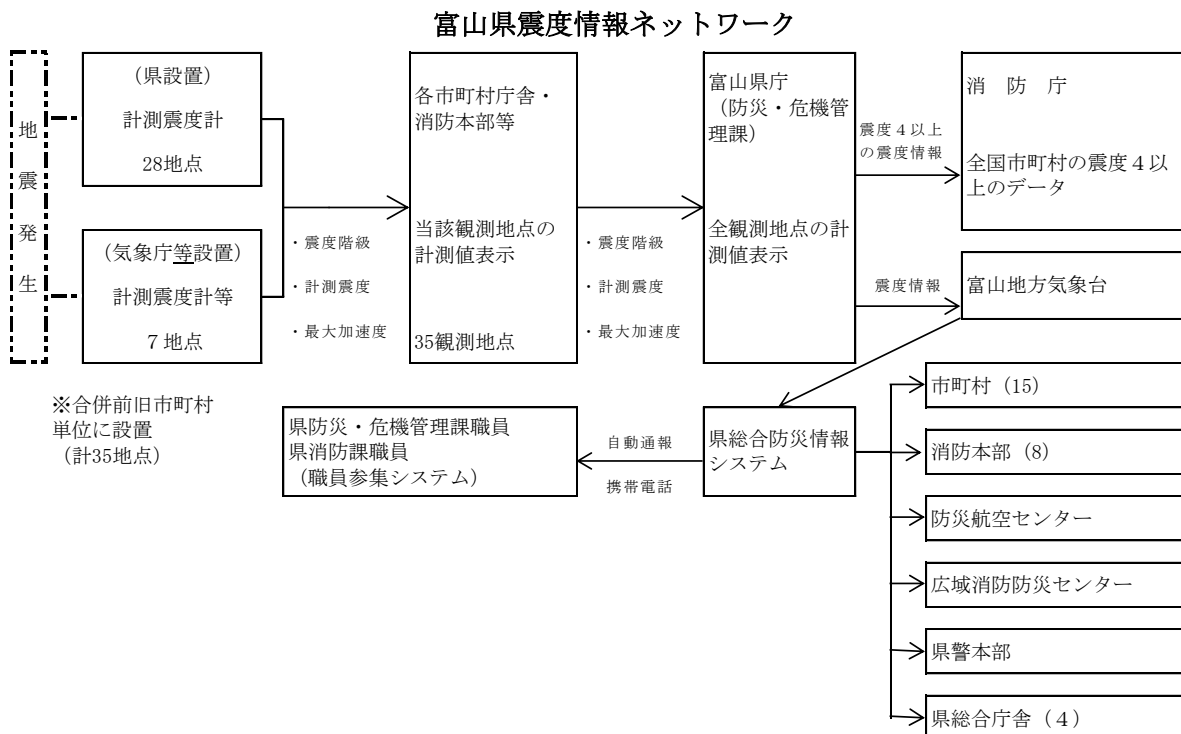 富山県震度情報ネットワーク
地震発生
（県設置）
計測震度計
28地点
（気象庁等設置）
計測震度計等
７地点
※合併前旧市町村
単位に設置
（計35地点）
・震度階級
・計測震度
・最大加速度
各市町村庁舎・
消防本部等
当該観測地点の
計測値表示
35観測地点
・震度階級
・計測震度
・最大加速度
富山県庁
（防災・危機管
理課）
全観測地点の計
測値表示
震度４以上
の震度情報
消　防　庁
全国市町村の震度４以
上のデータ
震度情報
富山地方気象台
県総合防災情報
システム
自動通報
携帯電話
県防災・危機管理課職員
県消防課職員
（職員参集システム）
市町村（15）
消防本部（8）
防災航空センター
広域消防防災センター
県警本部
県総合庁舎（４）